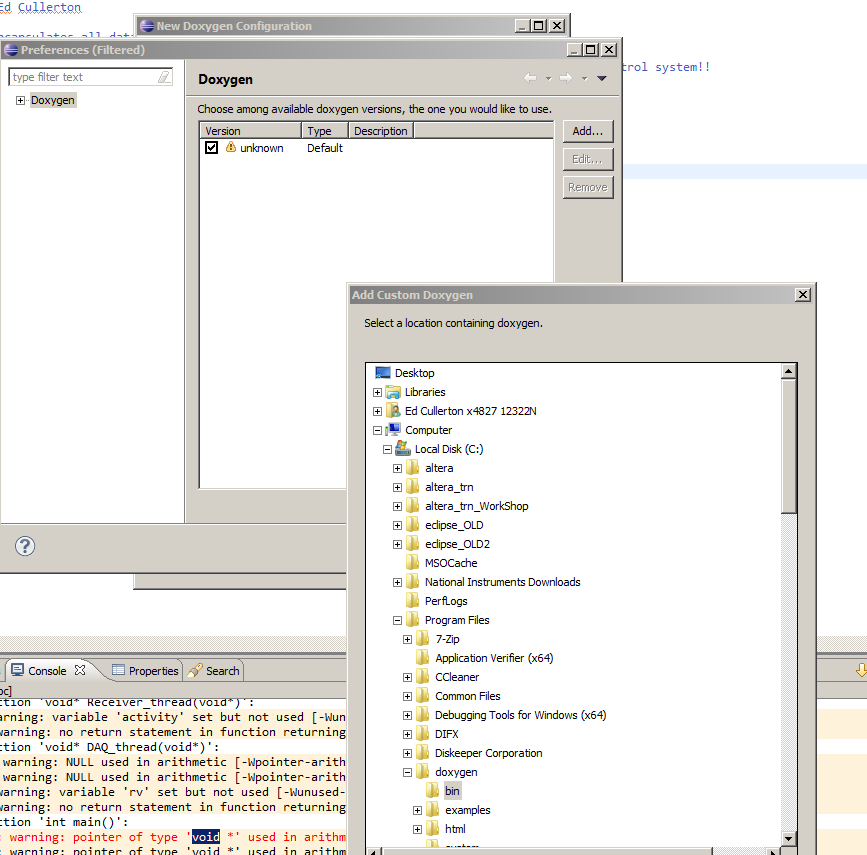 Ed Cullerton
New Doxygen Configuration
Preferences (Filtered)
trol system!!
type filter text
Doxygen
Doxygen
Choose among available doxygen versions, the one you would like to use.
Version Type Description
unknown Default
Add...
Edit...
Remove
Add Custom Doxygen
Select a location containing doxygen.
Desktop
Libraries
Ed Cullerton x4827 12322N
Computer
Local Disk (C:)
altera
altera_trn
altera_trn_WorkShop
eclipse_OLD
eclipse_OLD2
MSOCache
National Instruments Downloads
PerfLogs
Program Files
7-Zip
Application Verifier (x64)
CCleaner
Common Files
Debugging Tools for Windows (x64)
DIFX
Diskeeper Corporation
doxygen
bin
examples
html
Console Properties Search
oc]
ction 'void* Receiver_thread(void*)':
arning: variable 'activity' set but not used [-Wun
warning: no return statement in function returning
ction 'void* DAQ_thread(void*)':
warning: NULL used in arithmetic [-Wpointer-arith
warning: NULL used in arithmetic [-Wpointer-arith
warning: variable 'rv' set but not used [-Wunused-
warning: no return statement in function returning
ction 'int main()':
: warning: pointer of type 'void *' used in arithm
: warning: pointer of type 'void *' used in arithm